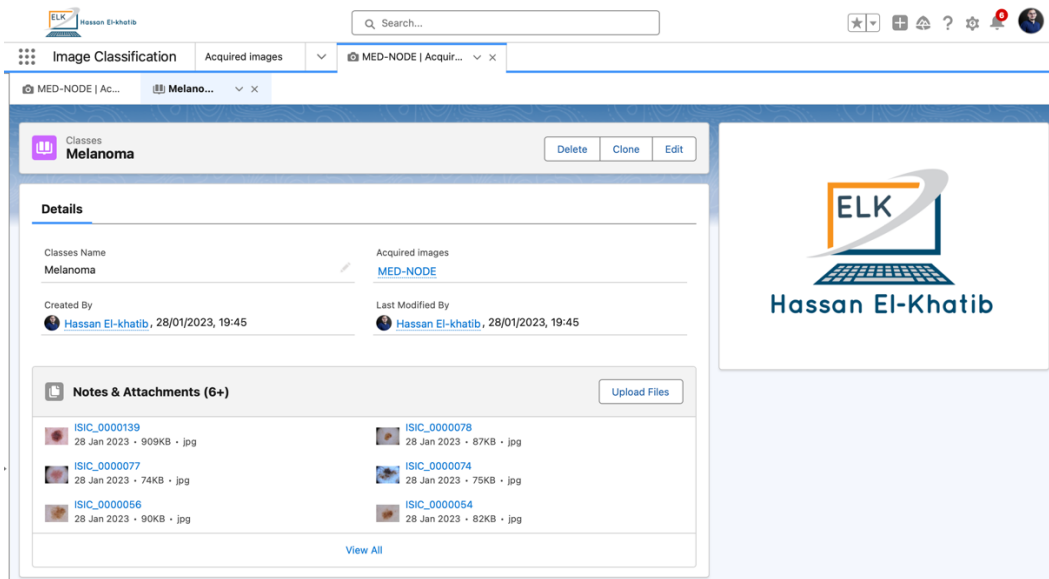 ELK
Hassan El-khatib
Search...
6
Image Classification
Acquired images
MED-NODE | Acquir...
MED-NODE | Ac...
Melano...
Classes
Melanoma
Delete
Clone
Edit
Details
Classes Name
Melanoma
Acquired images
MED-NODE
Created By
Hassan El-khatib, 28/01/2023, 19:45
Last Modified By
Hassan El-khatib, 28/01/2023, 19:45
Notes & Attachments (6+)
Upload Files
ISIC_0000139
28 Jan 2023 • 909KB • jpg
ISIC_0000078
28 Jan 2023 • 87KB • jpg
ISIC_0000077
28 Jan 2023 • 74KB • jpg
ISIC_0000074
28 Jan 2023 • 75KB • jpg
ISIC_0000056
28 Jan 2023 • 90KB • jpg
ISIC_0000054
28 Jan 2023 • 82KB • jpg
View All
ELK
Hassan El-Khatib